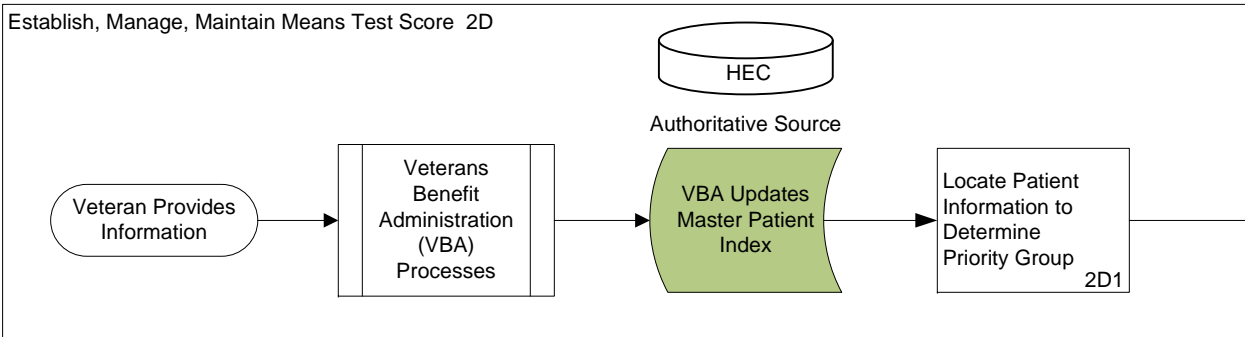 Establish, Manage, Maintain Means Test Score 2D
HEC
Authoritative Source
Veteran Provides
Information
Veterans
Benefit
Administration
(VBA)
Processes
VBA Updates
Master Patient
Index
Locate Patient
Information to
Determine
Priority Group
2D1